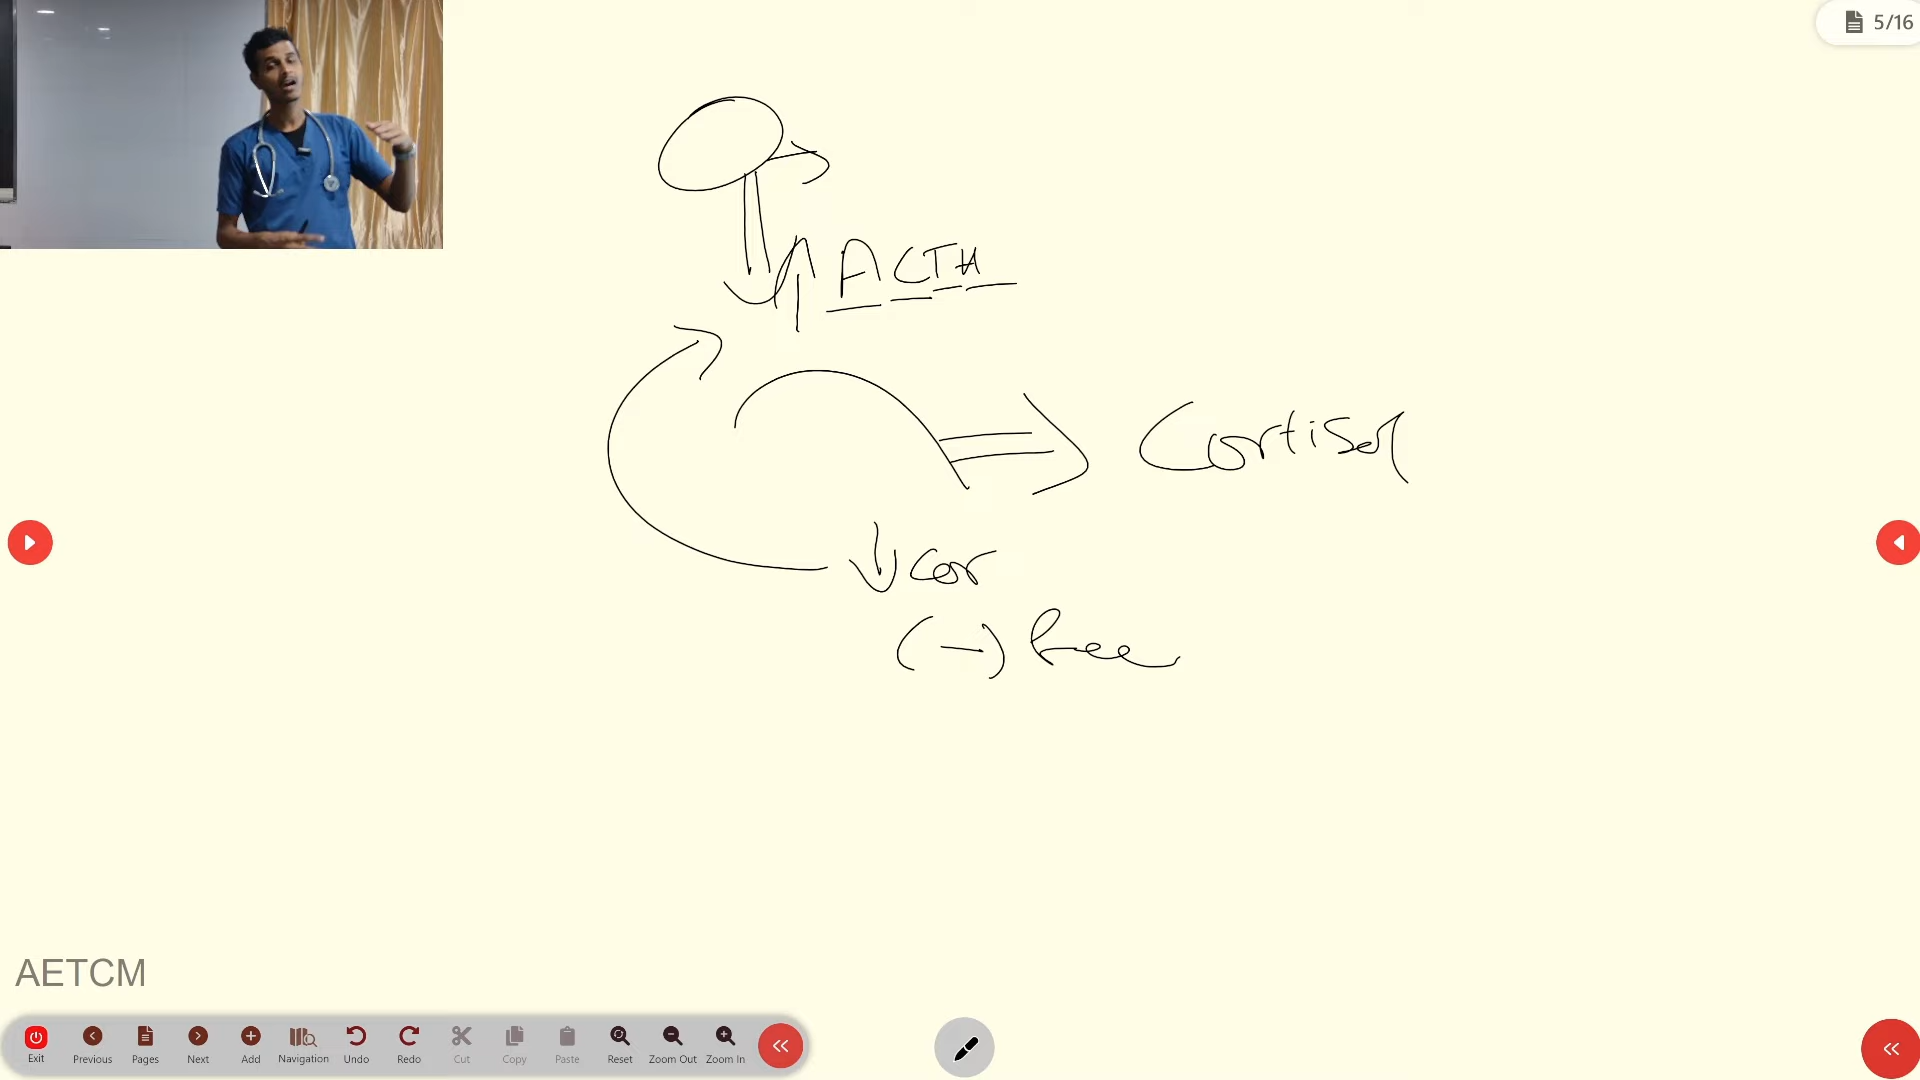 5/16
↑ ACTH
Cortisol
↓ cor
(-) fee
AETCM
Exit Previous Pages Next Add Navigation Undo Redo Cut Copy Paste Reset Zoom Out Zoom In